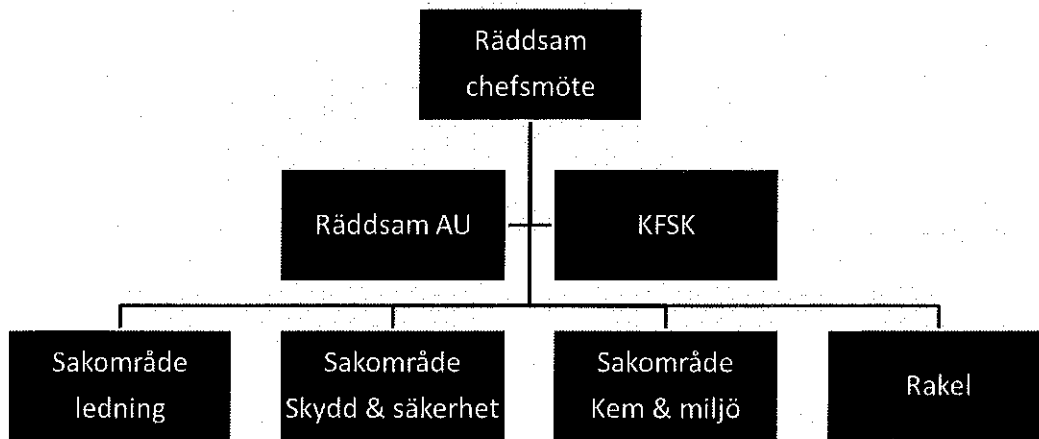 Räddsam
chefsmöte
Räddsam AU
KFSK
Sakområde
ledning
Sakområde
Skydd & säkerhet
Sakområde
Kem & miljö
Rakel